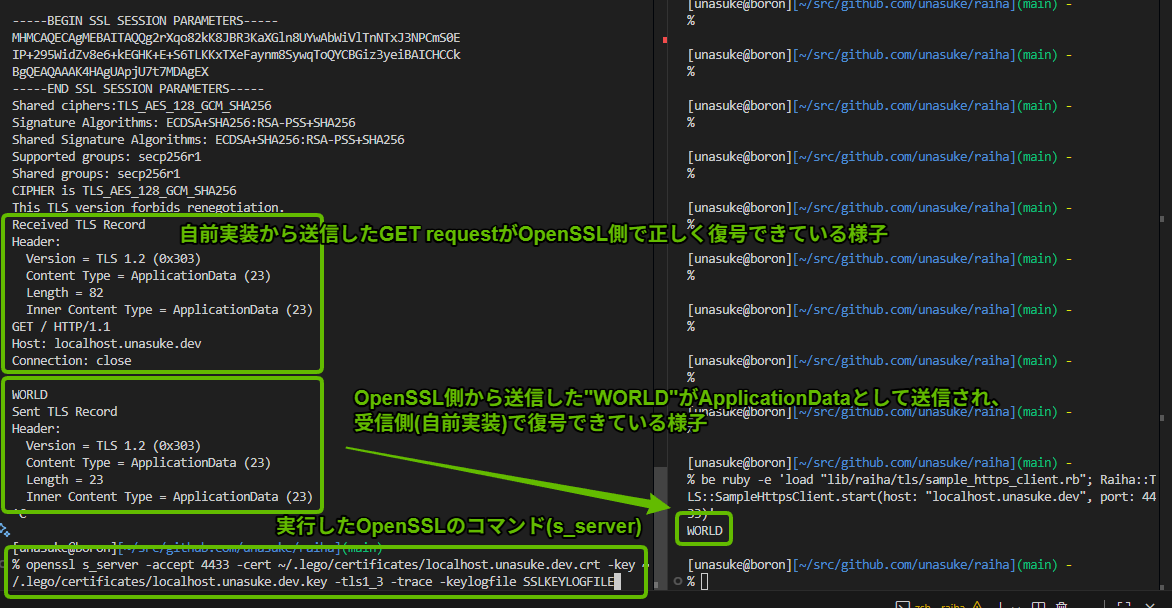 -----BEGIN SSL SESSION PARAMETERS-----
MHMCAQECAgMEBAITAQQg2rXqo82kK8JBR3KaXGln8UYwAbWiVlTnNTxJ3NPCmS0E
IP+295WidZv8e6+kEGHK+E+S6TLKKxTXeFaynm8SywqToQYCBGiz3yeiBAICHCCk
BgQEAQAAAK4HAgUApjU7t7MDAgEX
-----END SSL SESSION PARAMETERS-----
Shared ciphers:TLS_AES_128_GCM_SHA256
Signature Algorithms: ECDSA+SHA256:RSA-PSS+SHA256
Shared Signature Algorithms: ECDSA+SHA256:RSA-PSS+SHA256
Supported groups: secp256r1
Shared groups: secp256r1
CIPHER is TLS_AES_128_GCM_SHA256
This TLS version forbids renegotiation.
Received TLS Record
自前実装から送信したGET requestがOpenSSL側で正しく復号できている様子
Header:
  Version = TLS 1.2 (0x303)
  Content Type = ApplicationData (23)
  Length = 82
  Inner Content Type = ApplicationData (23)
GET / HTTP/1.1
Host: localhost.unasuke.dev
Connection: close
WORLD
Sent TLS Record
Header:
  Version = TLS 1.2 (0x303)
  Content Type = ApplicationData (23)
  Length = 23
  Inner Content Type = ApplicationData (23)
^C
OpenSSL側から送信した"WORLD"がApplicationDataとして送信され、
受信側(自前実装)で復号できている様子
実行したOpenSSLのコマンド(s_server)
[unasuke@boron][~/src/github.com/unasuke/raiha](main)
% openssl s_server -accept 4433 -cert ~/.lego/certificates/localhost.unasuke.dev.crt -key ~
/.lego/certificates/localhost.unasuke.dev.key -tls1_3 -trace -keylogfile SSLKEYLOGFILE
[unasuke@boron][~/src/github.com/unasuke/raiha](main) -
%
[unasuke@boron][~/src/github.com/unasuke/raiha](main) -
%
[unasuke@boron][~/src/github.com/unasuke/raiha](main) -
%
[unasuke@boron][~/src/github.com/unasuke/raiha](main) -
%
[unasuke@boron][~/src/github.com/unasuke/raiha](main) -
%
[unasuke@boron][~/src/github.com/unasuke/raiha](main) -
%
[unasuke@boron][~/src/github.com/unasuke/raiha](main) -
%
[unasuke@boron][~/src/github.com/unasuke/raiha](main) -
%
[unasuke@boron][~/src/github.com/unasuke/raiha](main) -
[unasuke@boron][~/src/github.com/unasuke/raiha](main) -
% be ruby -e 'load "lib/raiha/tls/sample_https_client.rb"; Raiha::T
LS::SampleHttpsClient.start(host: "localhost.unasuke.dev", port: 44
33)'
WORLD
[unasuke@boron][~/src/github.com/unasuke/raiha](main) -
%
zsh - raiha